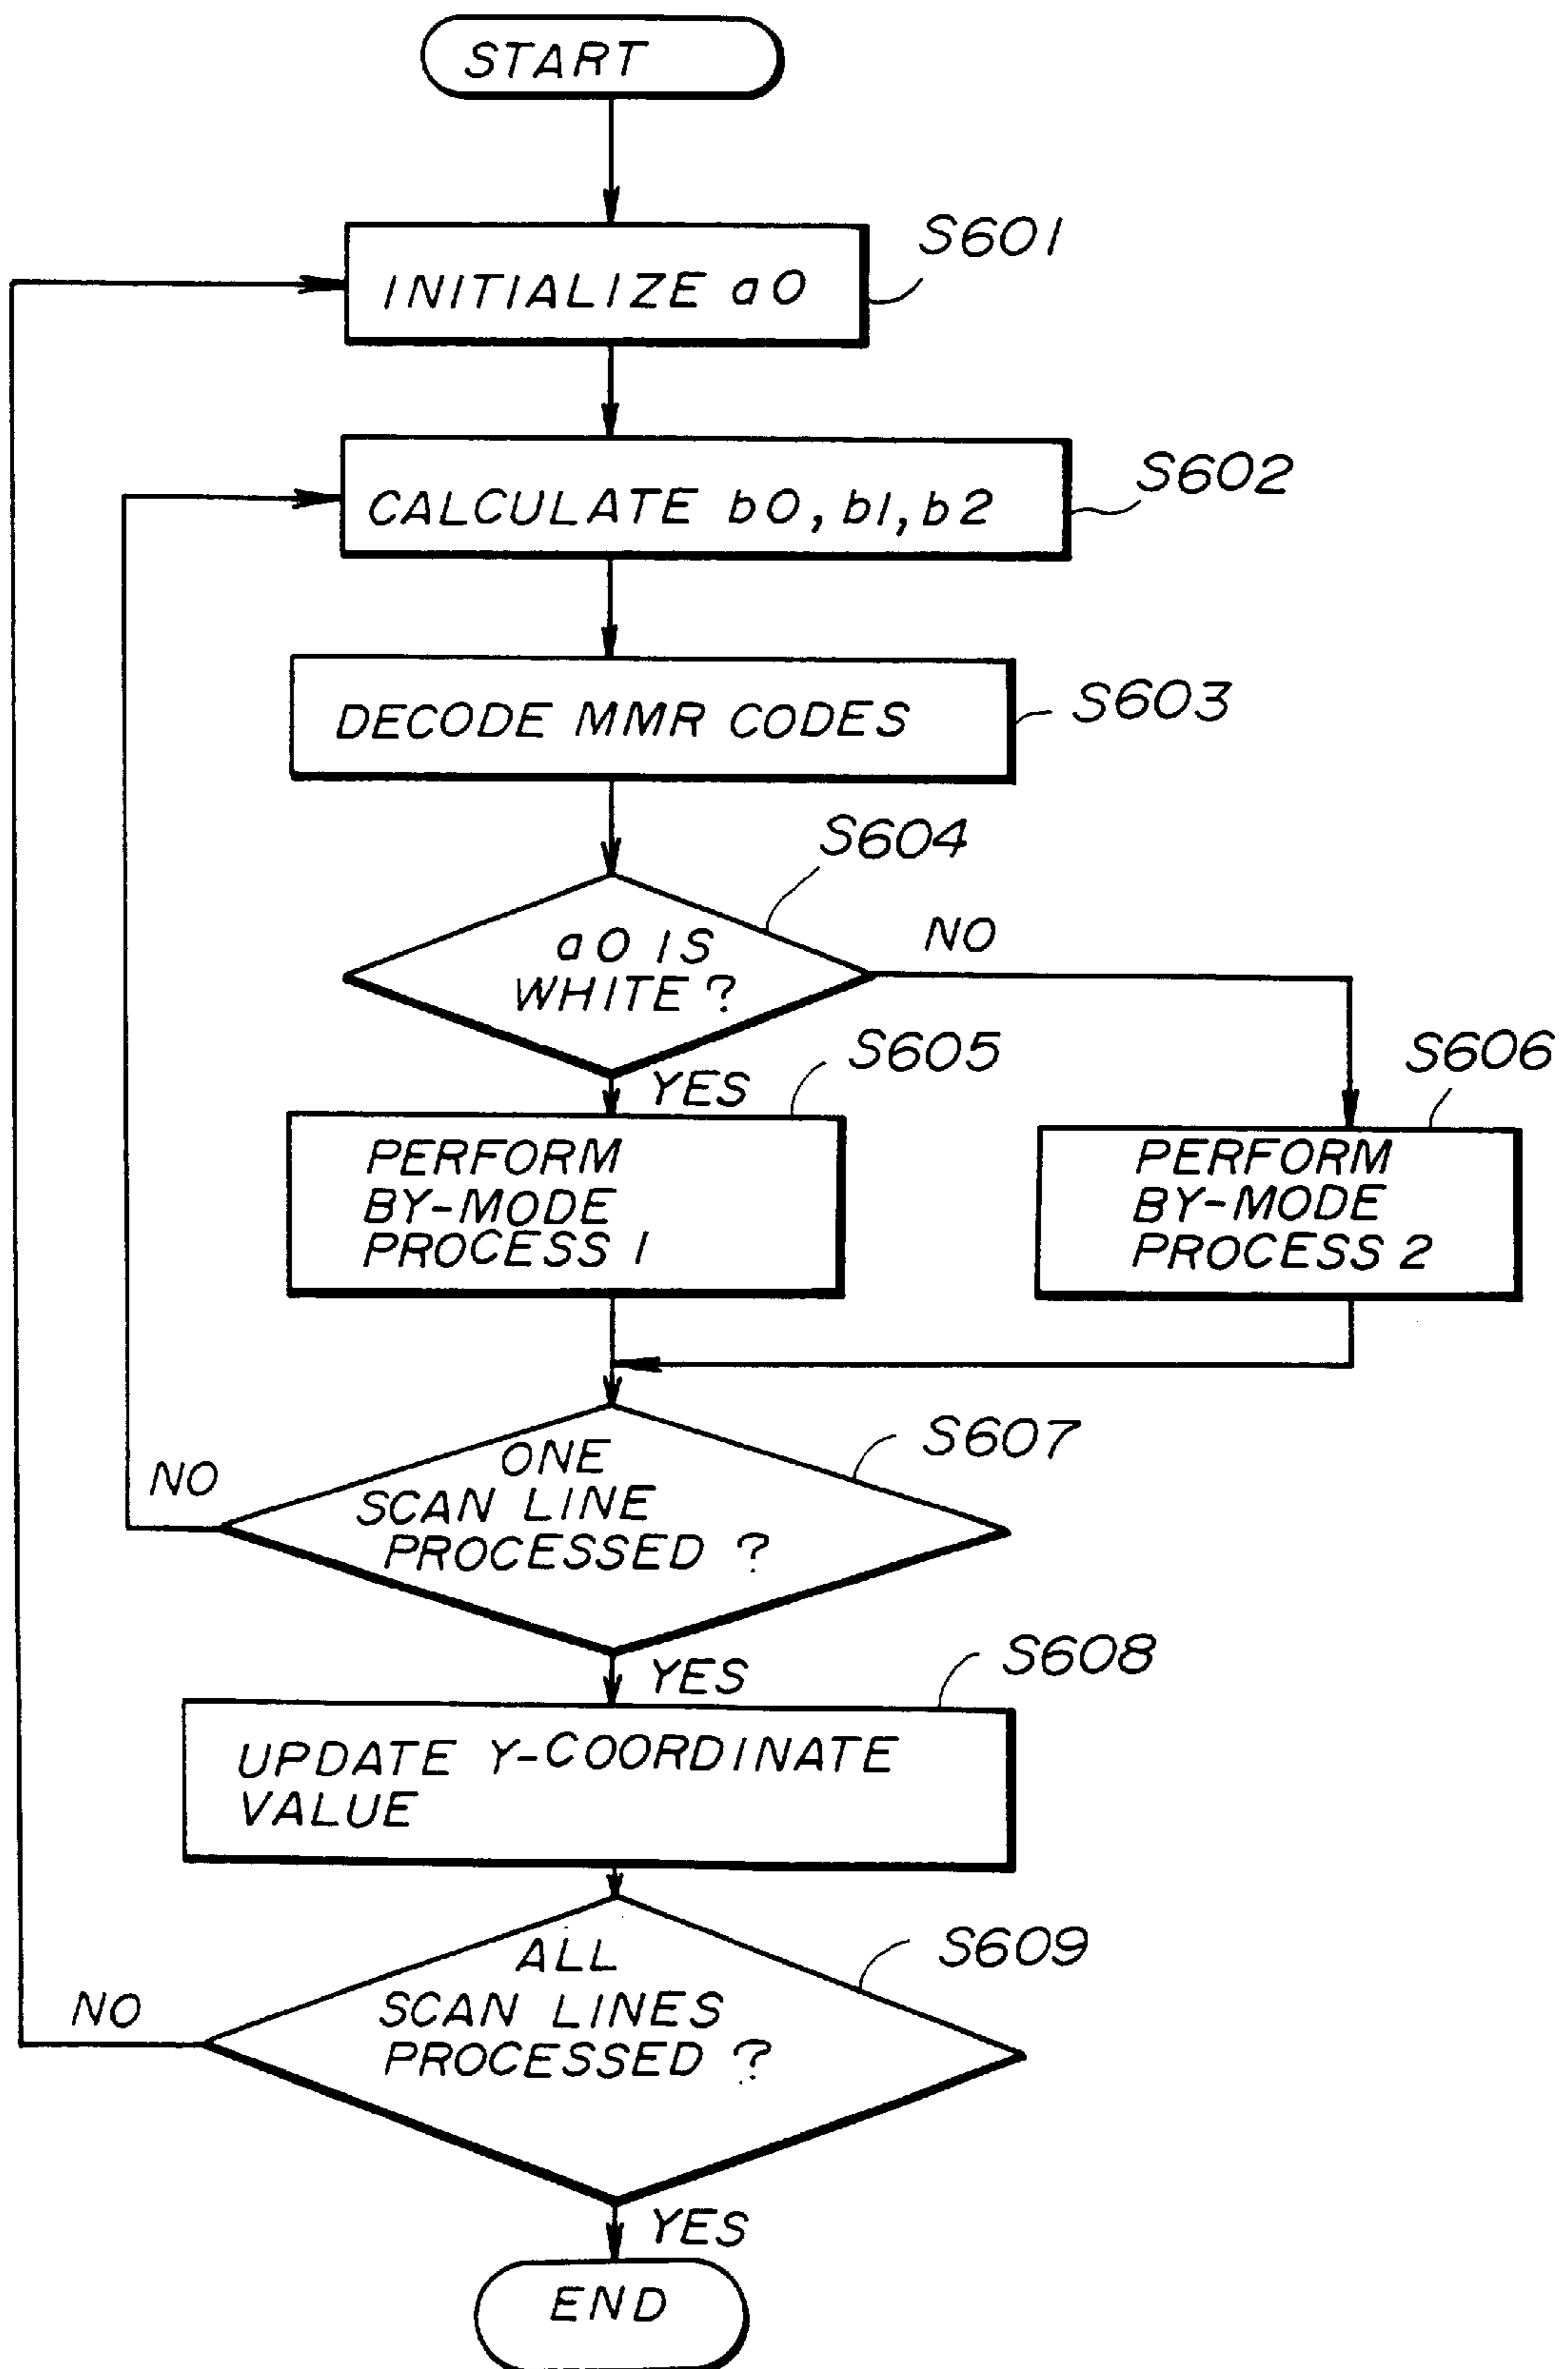 START
S601
INITIALIZE a0
S602
CALCULATE b0, b1, b2
S603
DECODE MMR CODES
S604
a0 IS
WHITE ?
NO
YES
S605
S606
PERFORM
BY-MODE
PROCESS 1
PERFORM
BY-MODE
PROCESS 2
S607
ONE
SCAN LINE
PROCESSED ?
NO
YES
S608
UPDATE Y-COORDINATE
VALUE
S609
ALL
SCAN LINES
PROCESSED ?
NO
YES
END